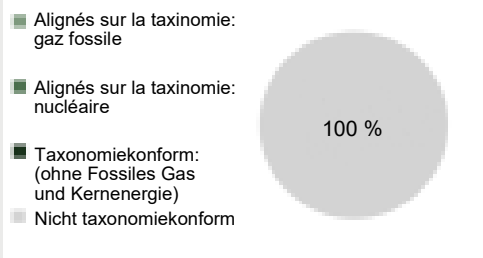 Alignés sur la taxinomie:
gaz fossile
Alignés sur la taxinomie:
nucléaire
Taxonomiekonform:
(ohne Fossiles Gas
und Kernenergie)
Nicht taxonomiekonform
100 %